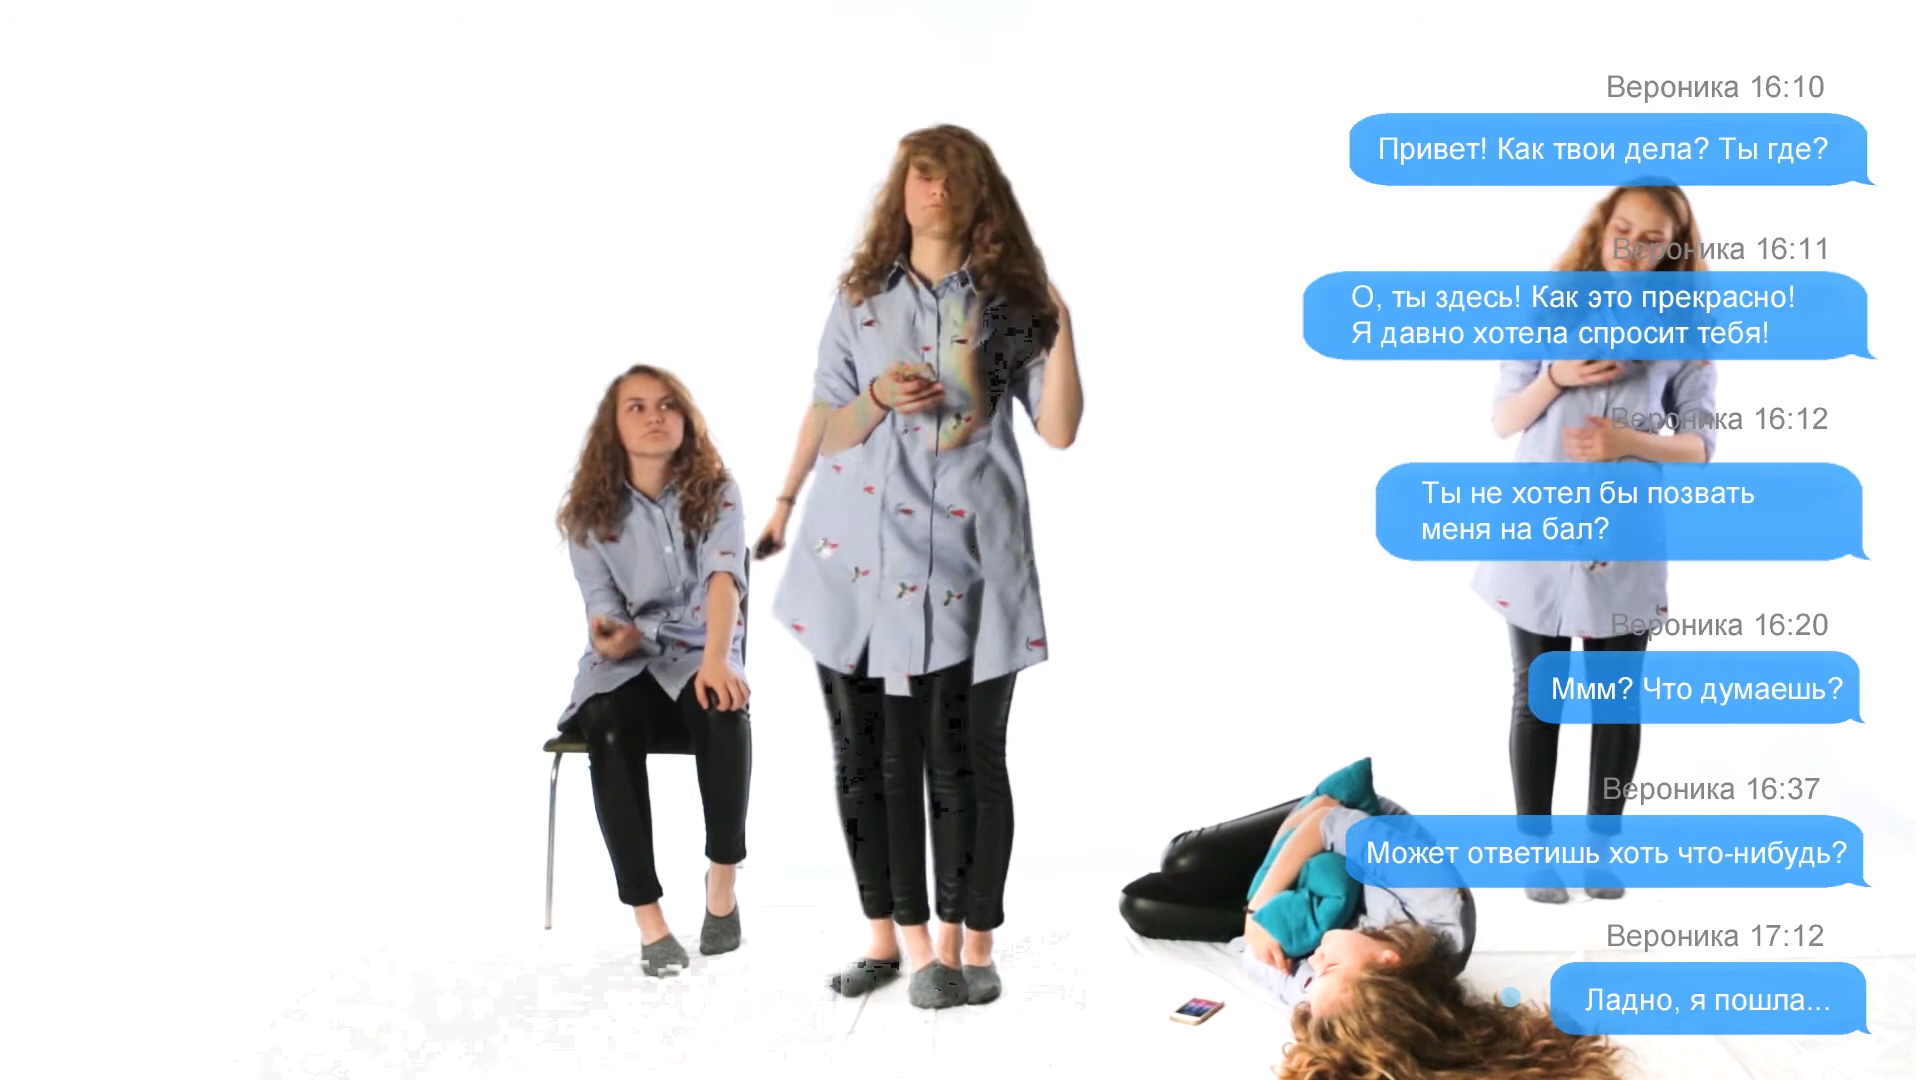 Вероника 16:10
Привет! Как твои дела? Ты где?
Вероника 16:11
О, ты здесь! Как это прекрасно!
Я давно хотела спросит тебя!
Вероника 16:12
Ты не хотел бы позвать
меня на бал?
Вероника 16:20
Ммм? Что думаешь?
Вероника 16:37
Может ответишь хоть что-нибудь?
Вероника 17:12
Ладно, я пошла...